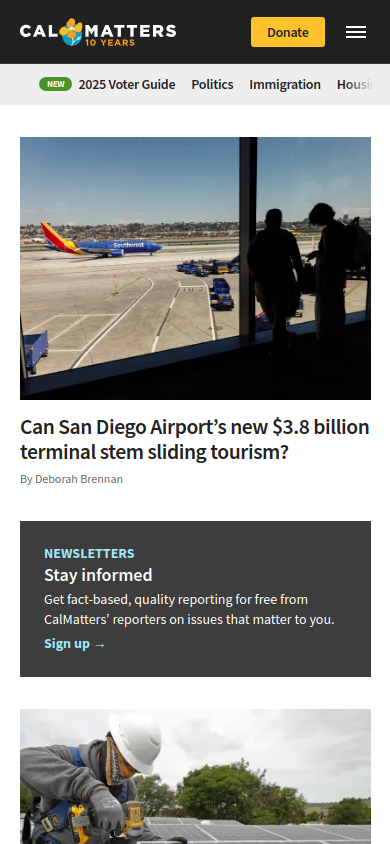 CALMATTERS
10 YEARS
Donate
NEW 2025 Voter Guide Politics Immigration Housi
Southwest
Can San Diego Airport’s new $3.8 billion
terminal stem sliding tourism?
By Deborah Brennan
NEWSLETTERS
Stay informed
Get fact-based, quality reporting for free from
CalMatters’ reporters on issues that matter to you.
Sign up →